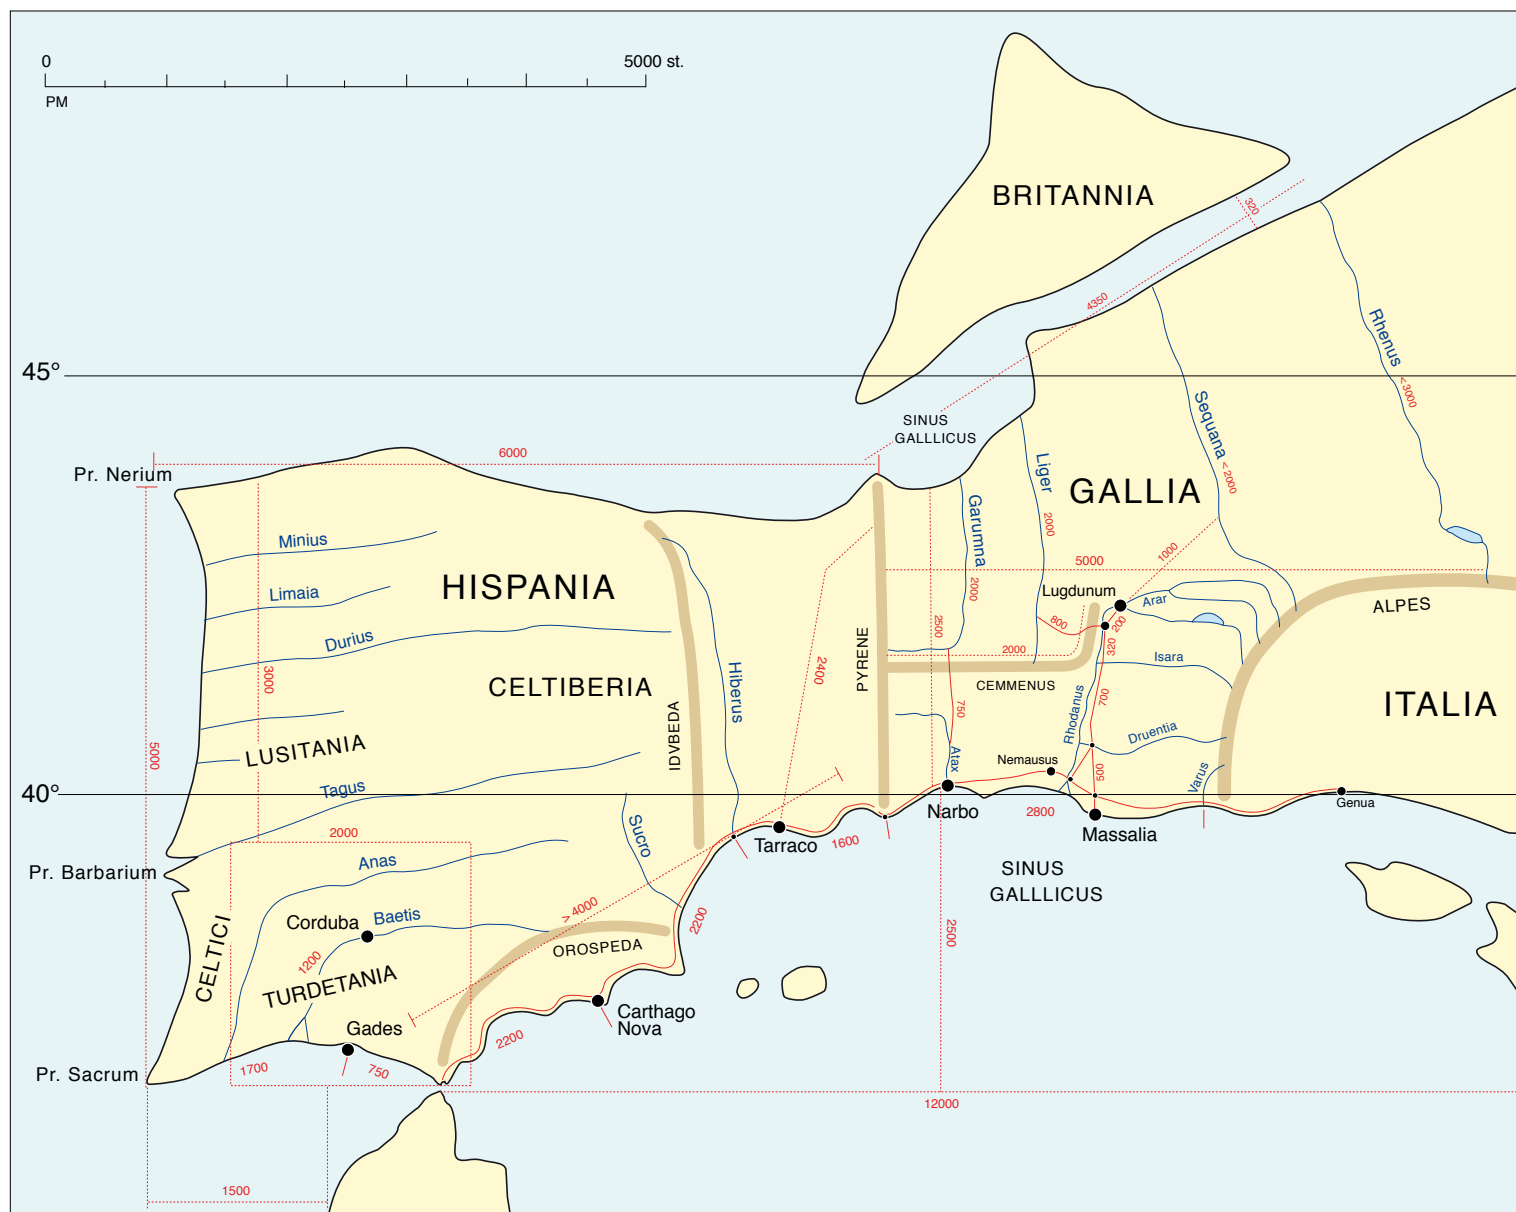 0
5000 st.
PM
BRITANNIA
320
4350
Rhenus
< 3000
45°
SINUS
GALLLICUS
Sequana
< 2000
6000
Pr. Nerium
Liger
2000
GALLIA
Garumna
2000
Minius
1000
5000
HISPANIA
Limaia
Lugdunum
Arar
ALPES
800
200
2500
320
Durius
2000
Isara
PYRENE
2400
3000
Hiberus
CELTIBERIA
CEMMENUS
700
750
Rhodanus
ITALIA
IDVBEDA
Druentia
LUSITANIA
5000
Atax
Nemausus
500
Varus
40°
Tagus
Genua
Narbo
2800
Massalia
2000
Sucro
Tarraco
1600
Anas
Pr. Barbarium
SINUS
GALLLICUS
> 4000
Corduba
Baetis
2200
2500
OROSPEDA
CELTICI
1200
TURDETANIA
Carthago
Nova
Gades
2200
1700
750
Pr. Sacrum
12000
1500